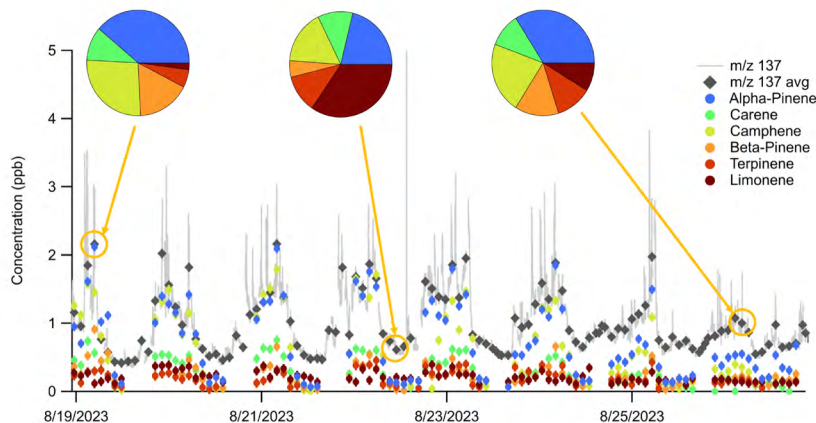 5
4
3
2
1
0
Concentration (ppb)
8/19/2023
8/21/2023
8/23/2023
8/25/2023
m/z 137
m/z 137 avg
Alpha-Pinene
Carene
Camphene
Beta-Pinene
Terpinene
Limonene